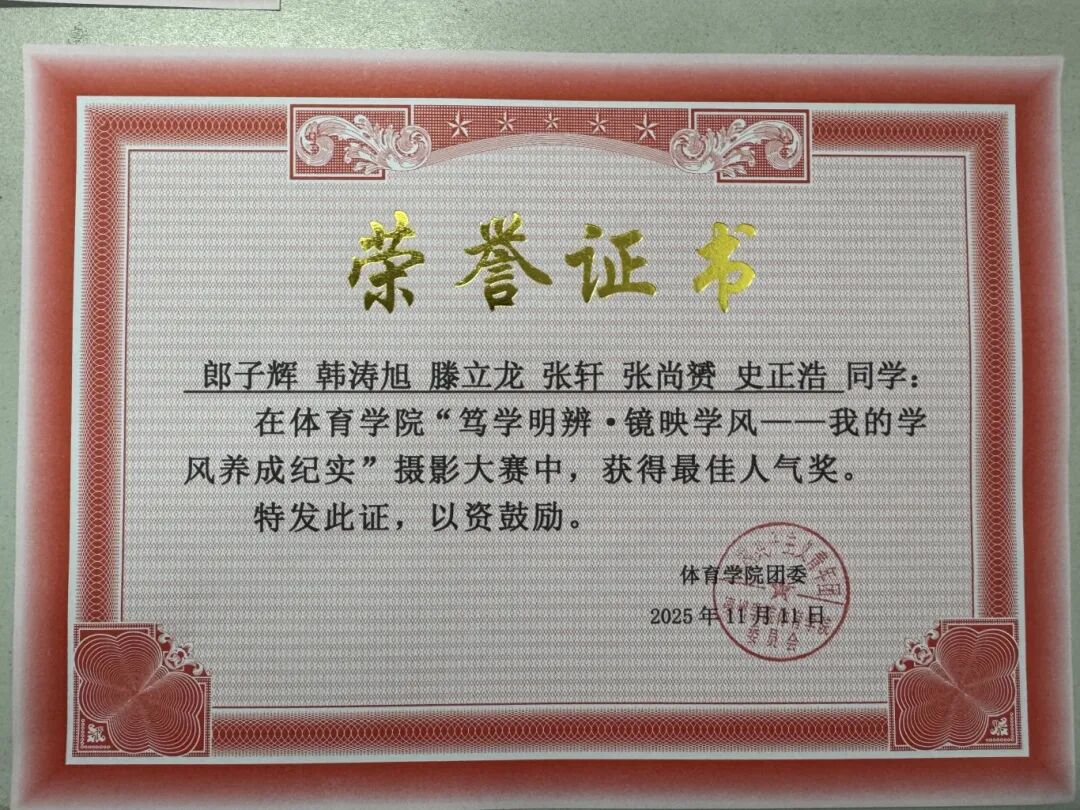 荣誉证书
郎子辉 韩涛旭 滕立龙 张轩 张尚赟 史正浩 同学：
在体育学院“笃学明辨·镜映学风——我的学
风养成纪实”摄影大赛中，获得最佳人气奖。
特发此证，以资鼓励。
体育学院团委
2025年11月11日
委员会